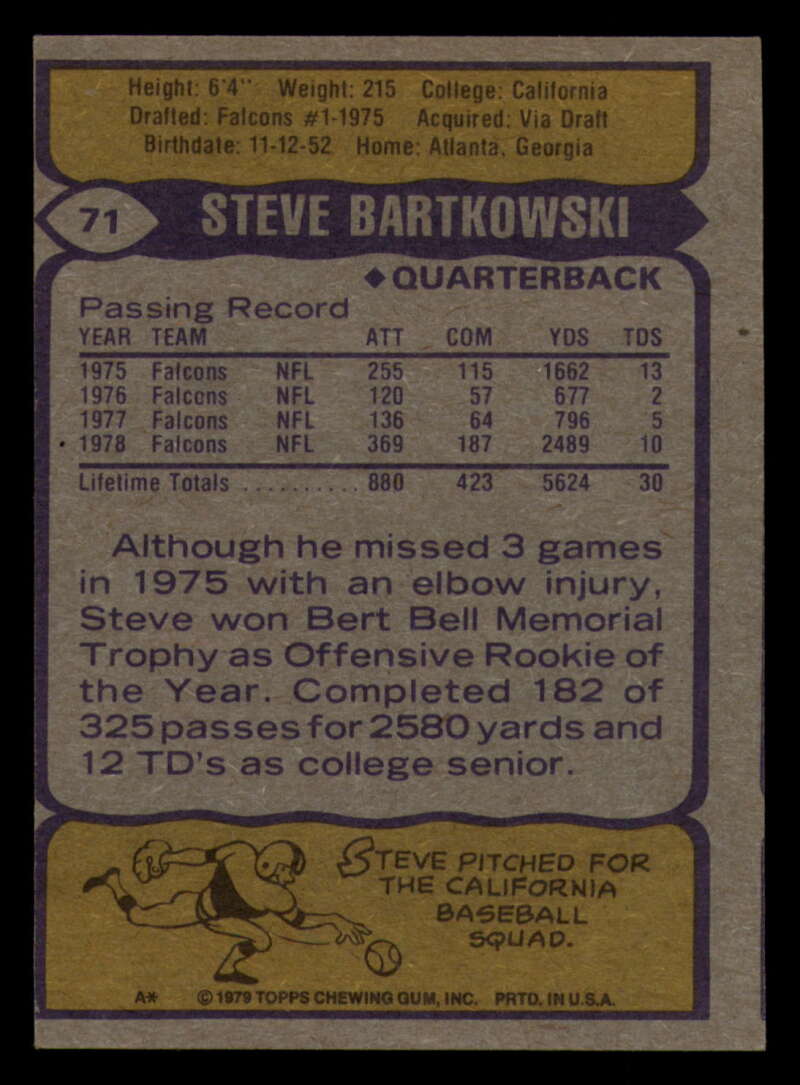 Height: 6'4" Weight: 215 College: California
Drafted: Falcons #1-1975 Acquired: Via Draft
Birthdate: 11-12-52 Home: Atlanta, Georgia
71 STEVE BARTKOWSKI
◆ QUARTERBACK
Passing Record
YEAR TEAM ATT COM YDS TDS
1975 Falcons NFL 255 115 1662 13
1976 Falcons NFL 120 57 677 2
1977 Falcons NFL 136 64 796 5
1978 Falcons NFL 369 187 2489 10
Lifetime Totals .......... 880 423 5624 30
Although he missed 3 games
in 1975 with an elbow injury,
Steve won Bert Bell Memorial
Trophy as Offensive Rookie of
the Year. Completed 182 of
325 passes for 2580 yards and
12 TD's as college senior.
STEVE PITCHED FOR
THE CALIFORNIA
BASEBALL
SQUAD.
A* © 1979 TOPPS CHEWING GUM, INC. PRTD. IN U.S.A.